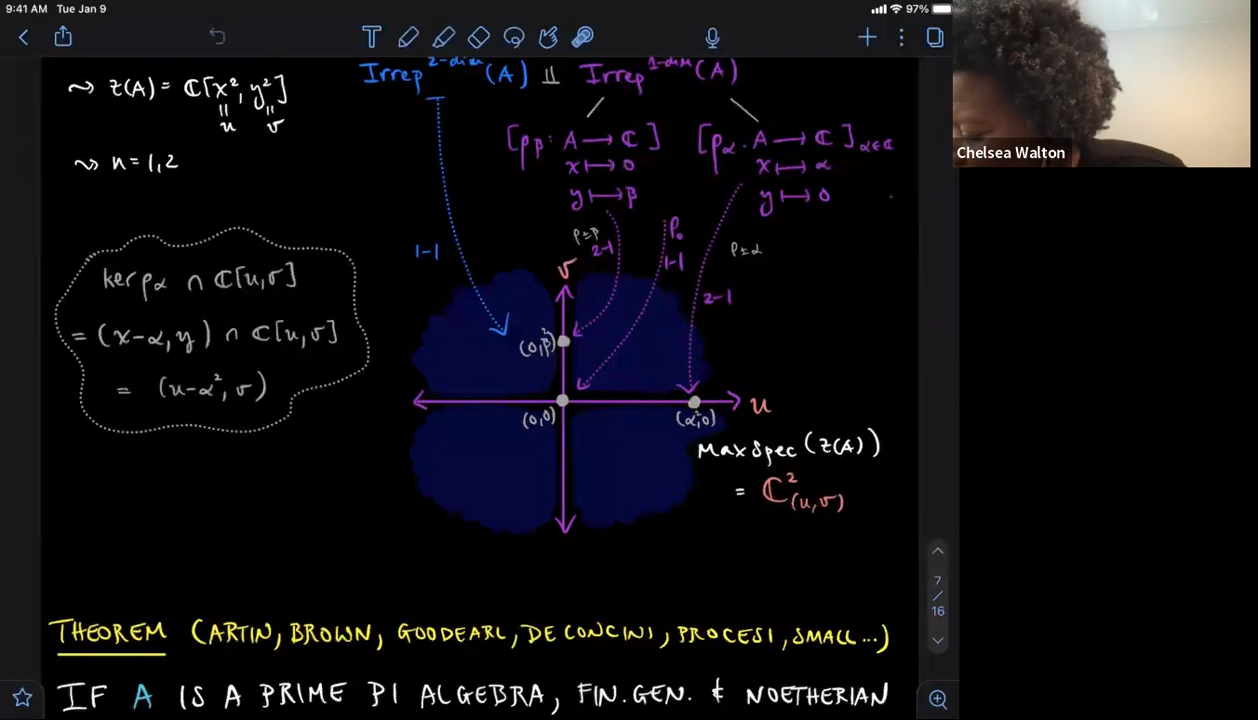 9:41 AM Tue Jan 9
97%
Irrep^{2-dim}(A) ⨿ Irrep^{1-dim}(A)
⤳ Z(A) = ℂ[x², y²]
u v
⤳ n = 1,2
[ρβ: A → ℂ]
x ↦ 0
y ↦ β
[ρα: A → ℂ]α∈ℂ
x ↦ α
y ↦ 0
Chelsea Walton
1-1
ρ±β
2-1
ρ₀
1-1
ρ±α
2-1
ker ρα ∩ ℂ[u,v]
= (x-α, y) ∩ ℂ[u,v]
= (u-α², v)
v
(0,β²)
(0,0)
(α²,0)
u
MaxSpec(Z(A))
= ℂ²(u,v)
7
/
16
THEOREM (ARTIN, BROWN, GOODEARL, DE CONCINI, PROCESI, SMALL...)
IF A IS A PRIME PI ALGEBRA, FIN. GEN. & NOETHERIAN